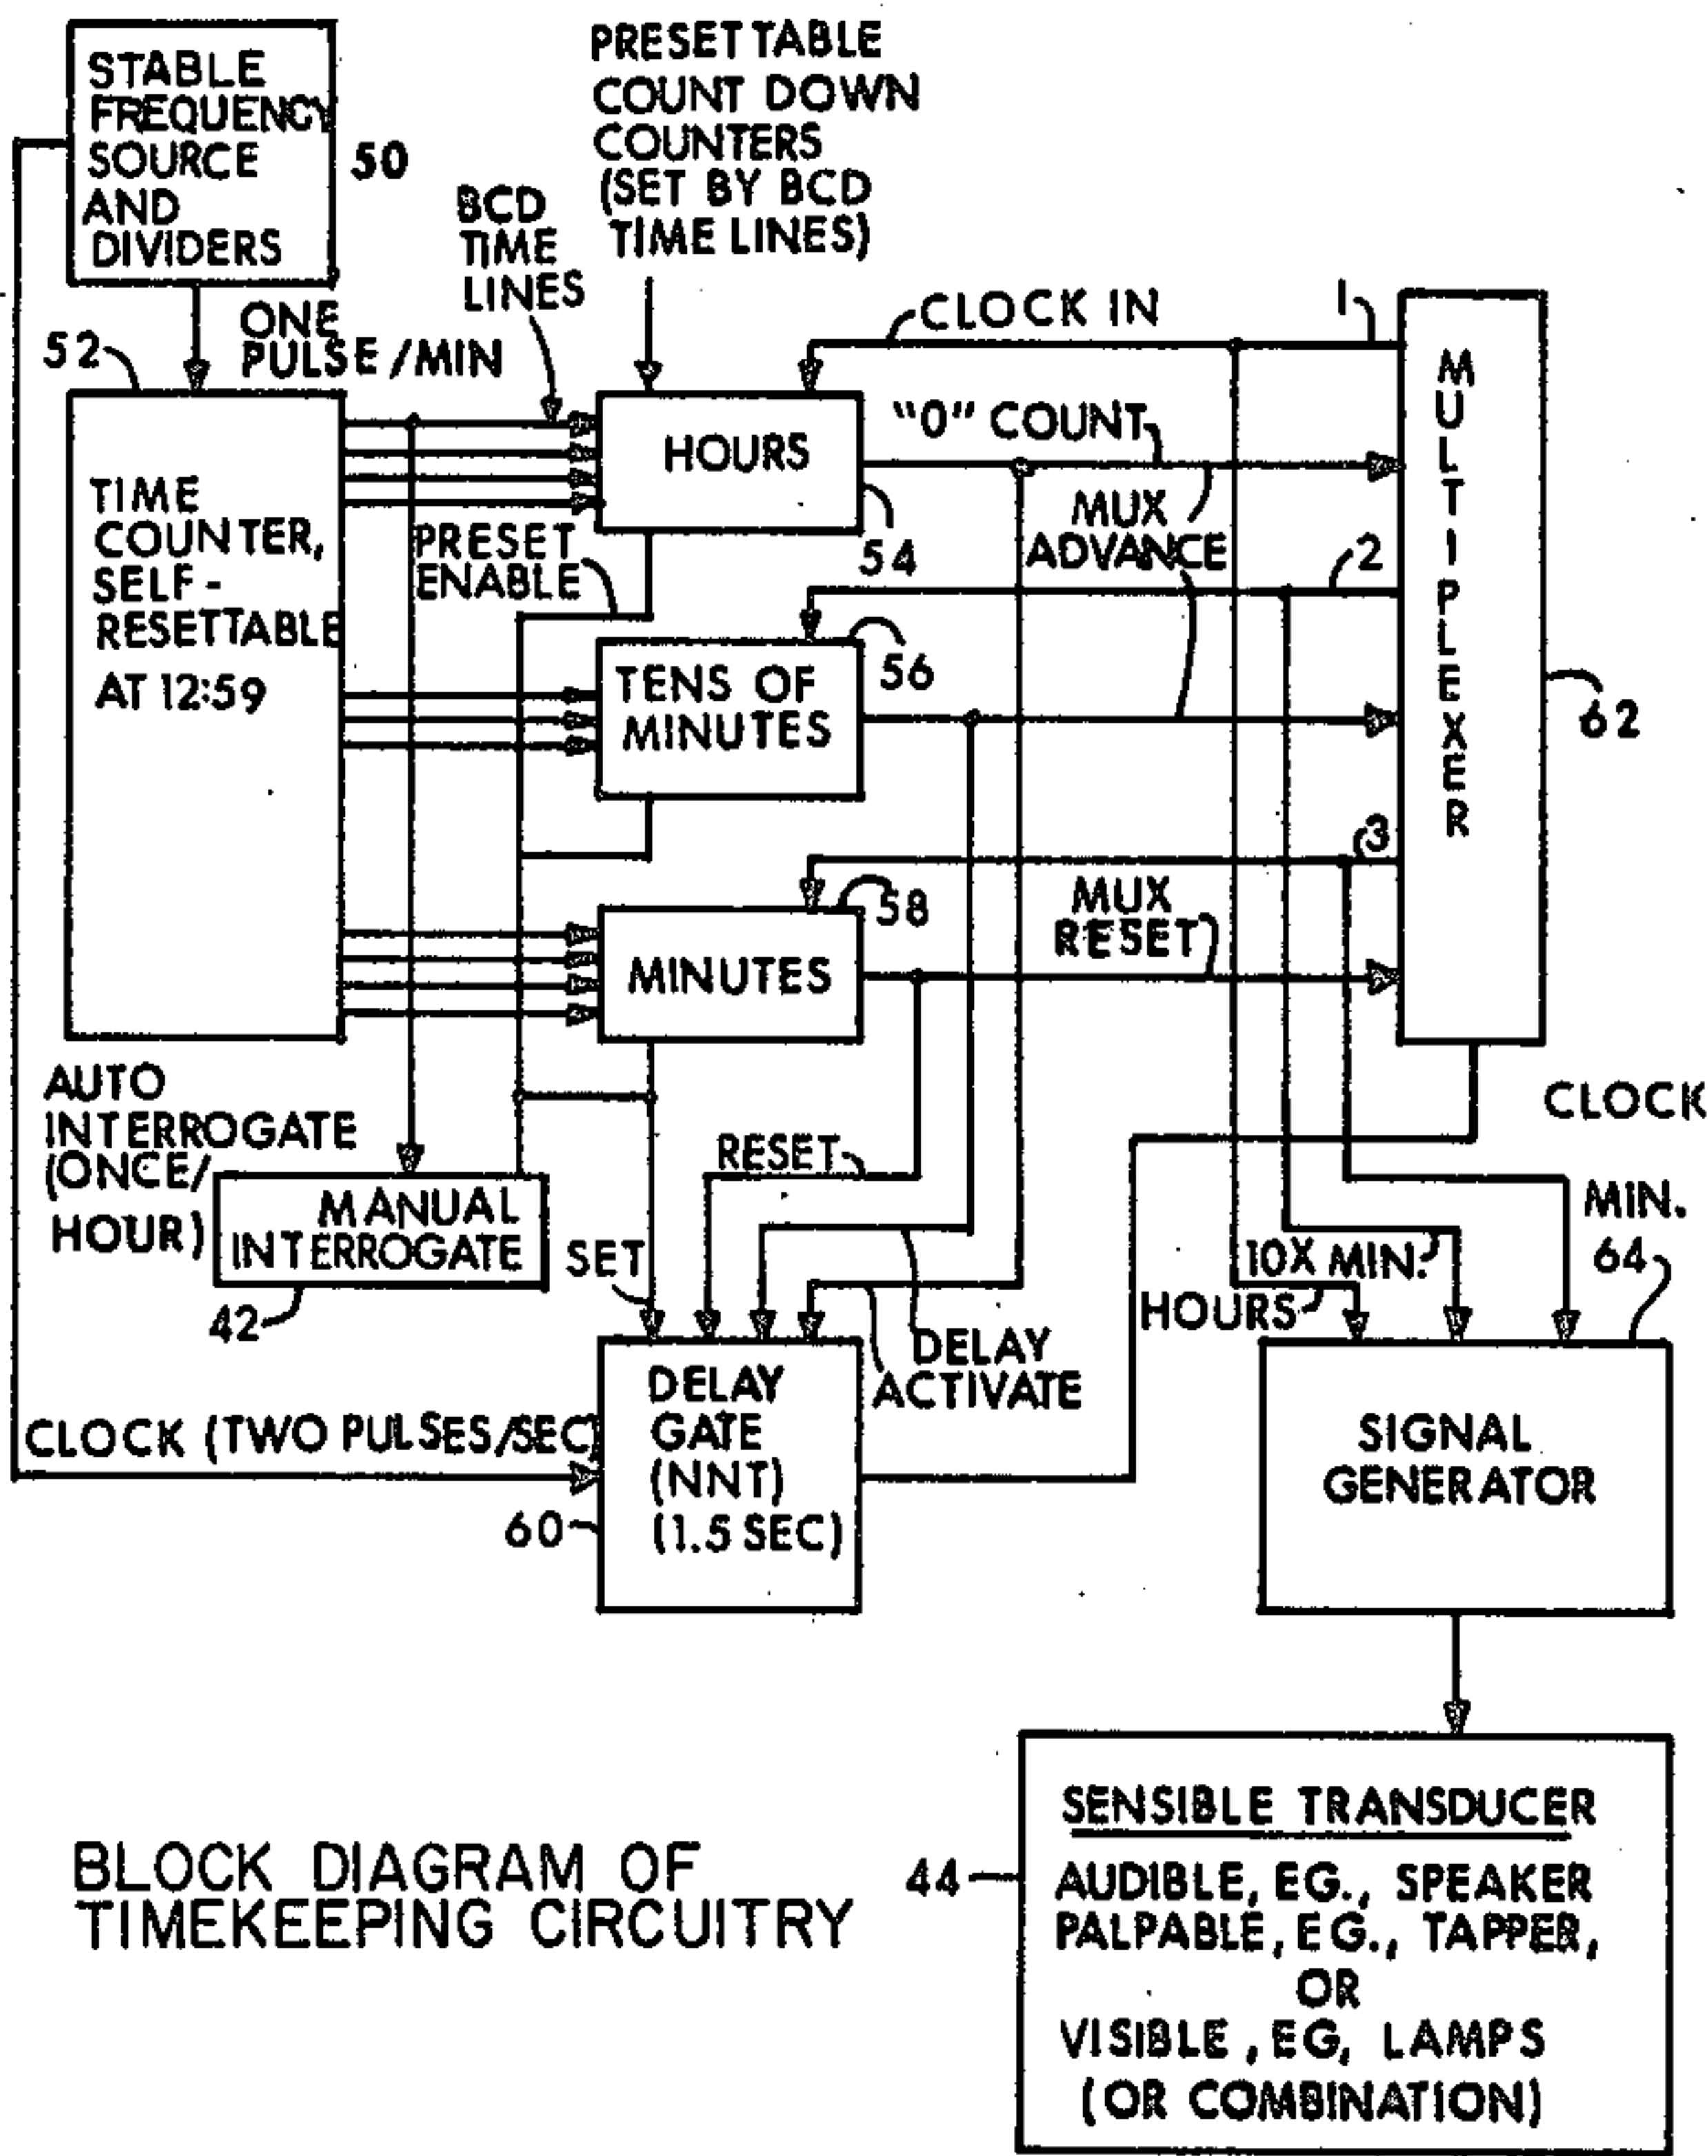 STABLE
FREQUENCY
SOURCE
AND
DIVIDERS
50
PRESET TABLE
COUNT DOWN
COUNTERS
(SET BY BCD
TIME LINES)
BCD
TIME
LINES
ONE
PULSE/MIN
52
TIME
COUNTER,
SELF-
RESETTABLE
AT 12:59
CLOCK IN
1
HOURS
"0" COUNT
54
MUX
ADVANCE
PRESET
ENABLE
2
TENS OF
MINUTES
56
MULTIPLEXER
62
3
MINUTES
58
MUX
RESET
AUTO
INTERROGATE
(ONCE/
HOUR)
MANUAL
INTERROGATE
42
RESET
SET
CLOCK
MIN.
10X MIN.
HOURS
64
DELAY
ACTIVATE
CLOCK (TWO PULSES/SEC)
DELAY
GATE
(NNT)
(1.5 SEC)
60
SIGNAL
GENERATOR
SENSIBLE TRANSDUCER
AUDIBLE, EG., SPEAKER
PALPABLE, EG., TAPPER,
OR
VISIBLE, EG, LAMPS
(OR COMBINATION)
44
BLOCK DIAGRAM OF
TIMEKEEPING CIRCUITRY